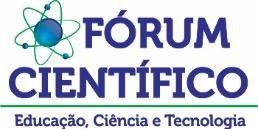 FÓRUM
CIENTÍFICO
Educação, Ciência e Tecnologia